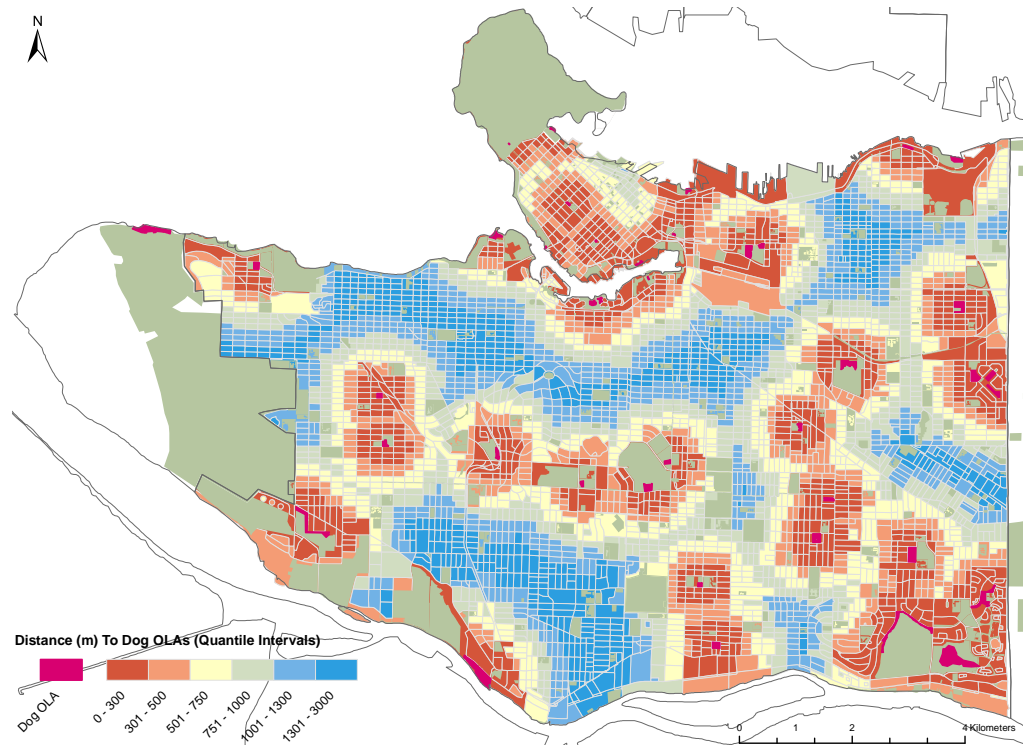 N
Distance (m) To Dog OLAs (Quantile Intervals)
Dog OLA
0 - 300
301 - 500
501 - 750
751 - 1000
1001 - 1300
1301 - 3000
0 1 2 4 Kilometers